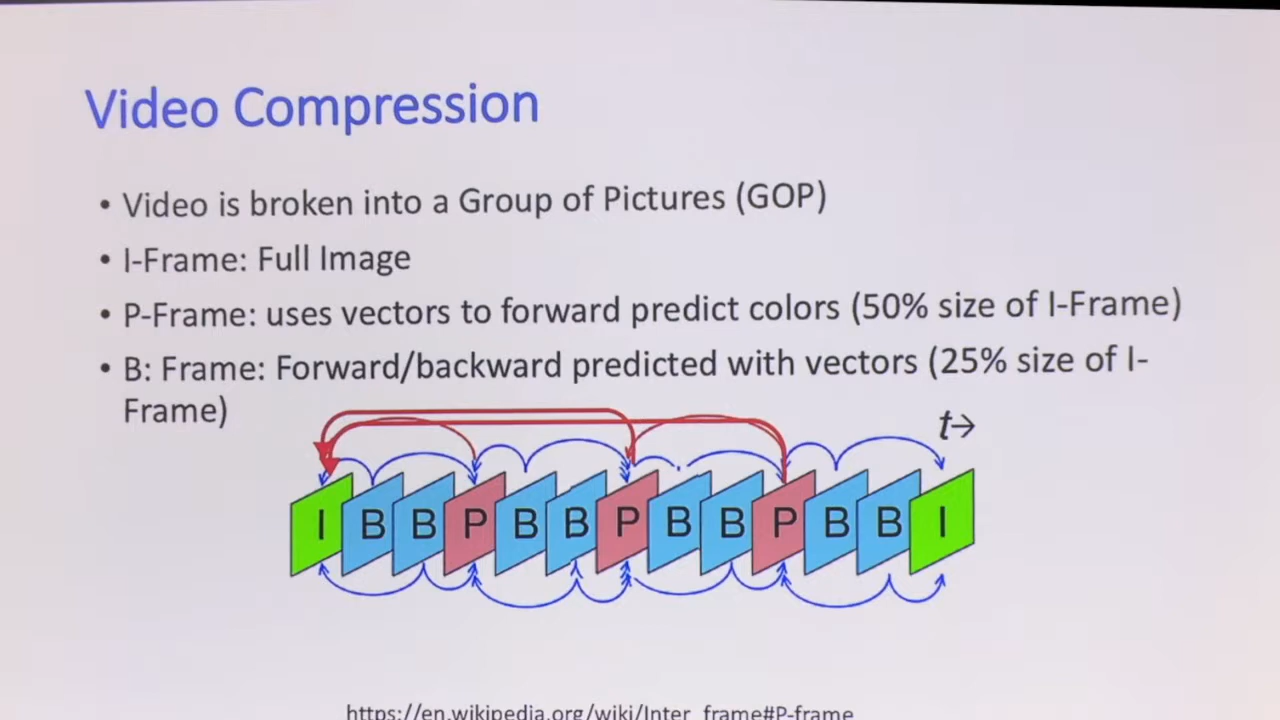 Video Compression
• Video is broken into a Group of Pictures (GOP)
• I-Frame: Full Image
• P-Frame: uses vectors to forward predict colors (50% size of I-Frame)
• B: Frame: Forward/backward predicted with vectors (25% size of I-
Frame)
t→
I B B P B B P B B P B B I
https://en.wikipedia.org/wiki/Inter_frame#P-frame